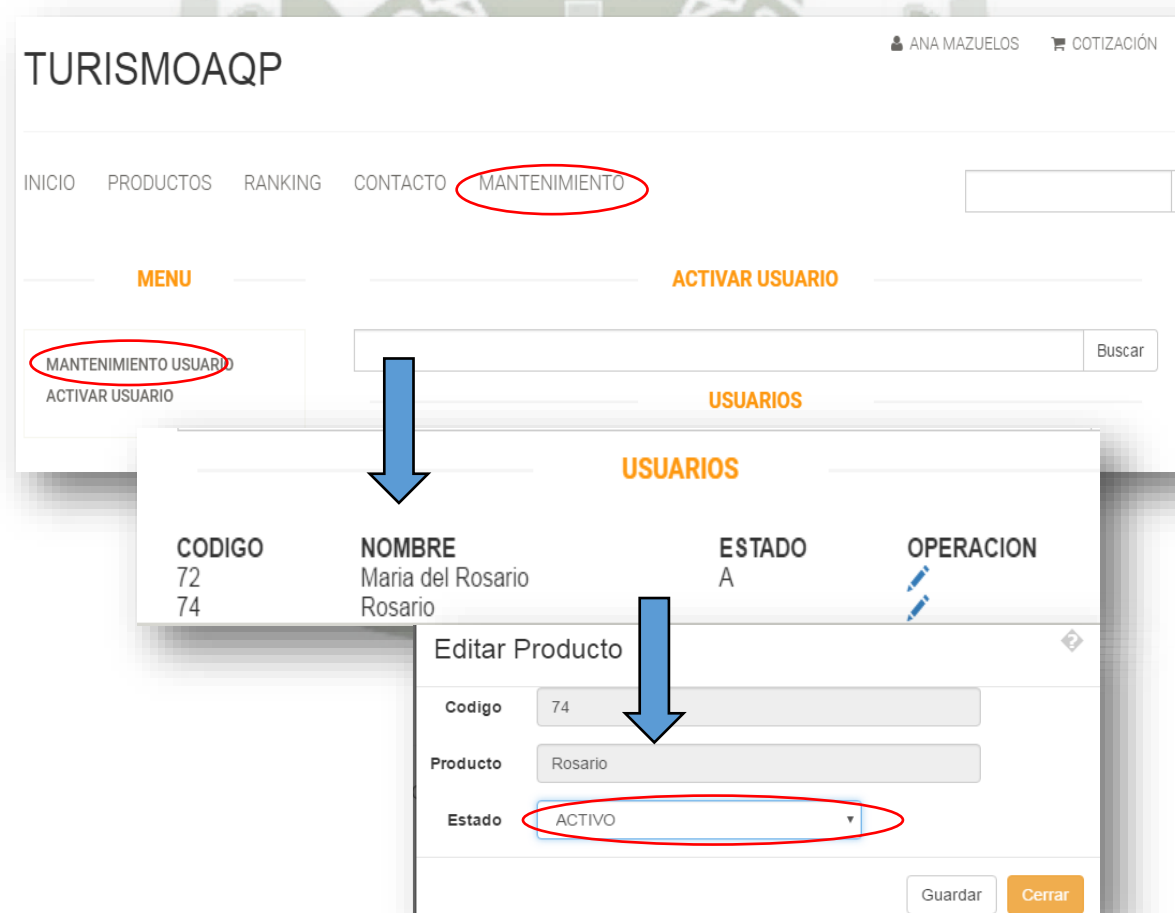 ANA MAZUELOS COTIZACIÓN
TURISMOAQP
INICIO PRODUCTOS RANKING CONTACTO MANTENIMIENTO
MENU
ACTIVAR USUARIO
MANTENIMIENTO USUARIO
ACTIVAR USUARIO
Buscar
USUARIOS
USUARIOS
CODIGO NOMBRE ESTADO OPERACION
72 Maria del Rosario A
74 Rosario
Editar Producto
Codigo 74
Producto Rosario
Estado ACTIVO
Guardar Cerrar